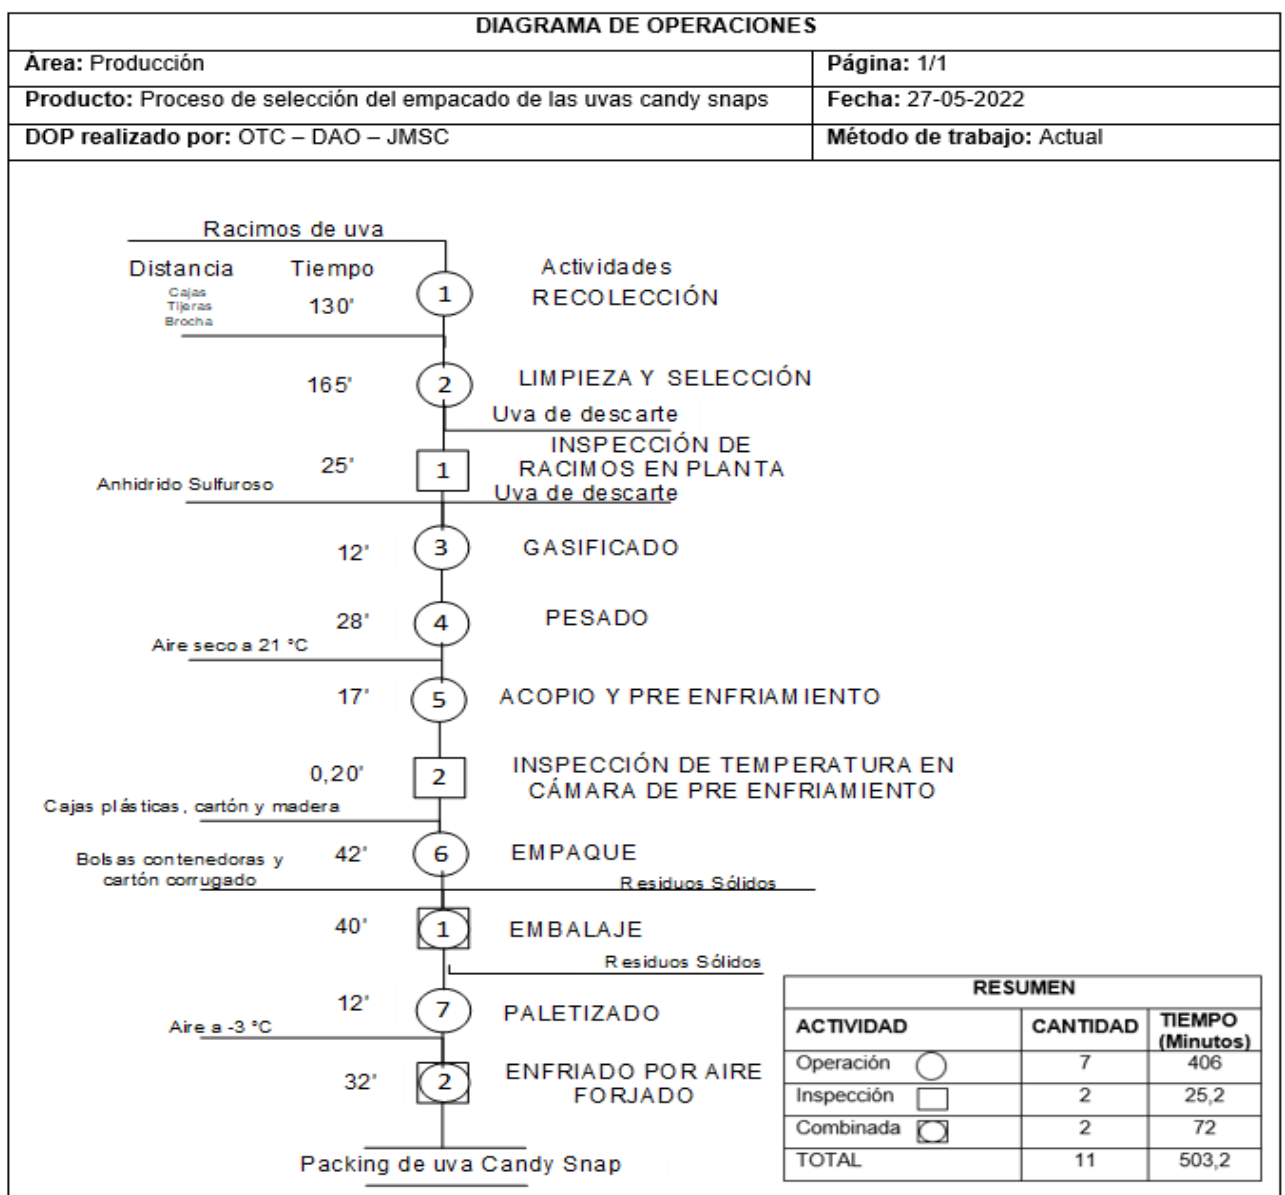 DIAGRAMA DE OPERACIONES
Área: Producción
Página: 1/1
Producto: Proceso de selección del empacado de las uvas candy snaps
Fecha: 27-05-2022
DOP realizado por: OTC – DAO – JMSC
Método de trabajo: Actual
Racimos de uva
Distancia Tiempo Actividades
Cajas
Tijeras
Brocha
130' 1 RECOLECCIÓN
165' 2 LIMPIEZA Y SELECCIÓN
Uva de descarte
25' 1 INSPECCIÓN DE
RACIMOS EN PLANTA
Anhidrido Sulfuroso
Uva de descarte
12' 3 GASIFICADO
28' 4 PESADO
Aire seco a 21 °C
17' 5 ACOPIO Y PRE ENFRIAMIENTO
0,20' 2 INSPECCIÓN DE TEMPERATURA EN
CÁMARA DE PRE ENFRIAMIENTO
Cajas plásticas, cartón y madera
42' 6 EMPAQUE
Bolsas contenedoras y
cartón corrugado
Residuos Sólidos
40' 1 EMBALAJE
Residuos Sólidos
12' 7 PALETIZADO
Aire a -3 °C
32' 2 ENFRIADO POR AIRE
FORJADO
Packing de uva Candy Snap
RESUMEN
ACTIVIDAD CANTIDAD TIEMPO
(Minutos)
Operación 7 406
Inspección 2 25,2
Combinada 2 72
TOTAL 11 503,2